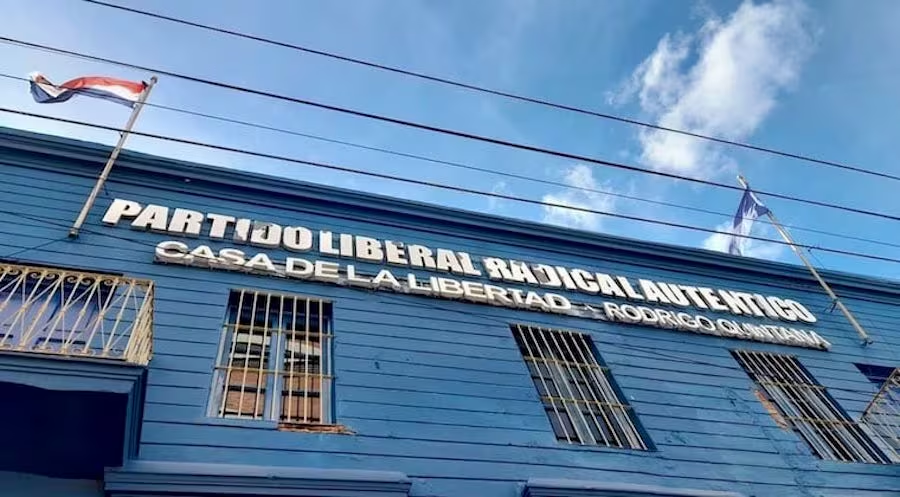 PARTIDO LIBERAL RADICAL AUTENTICO
CASA DE LA LIBERTAD - RODRIGO QUINTANA